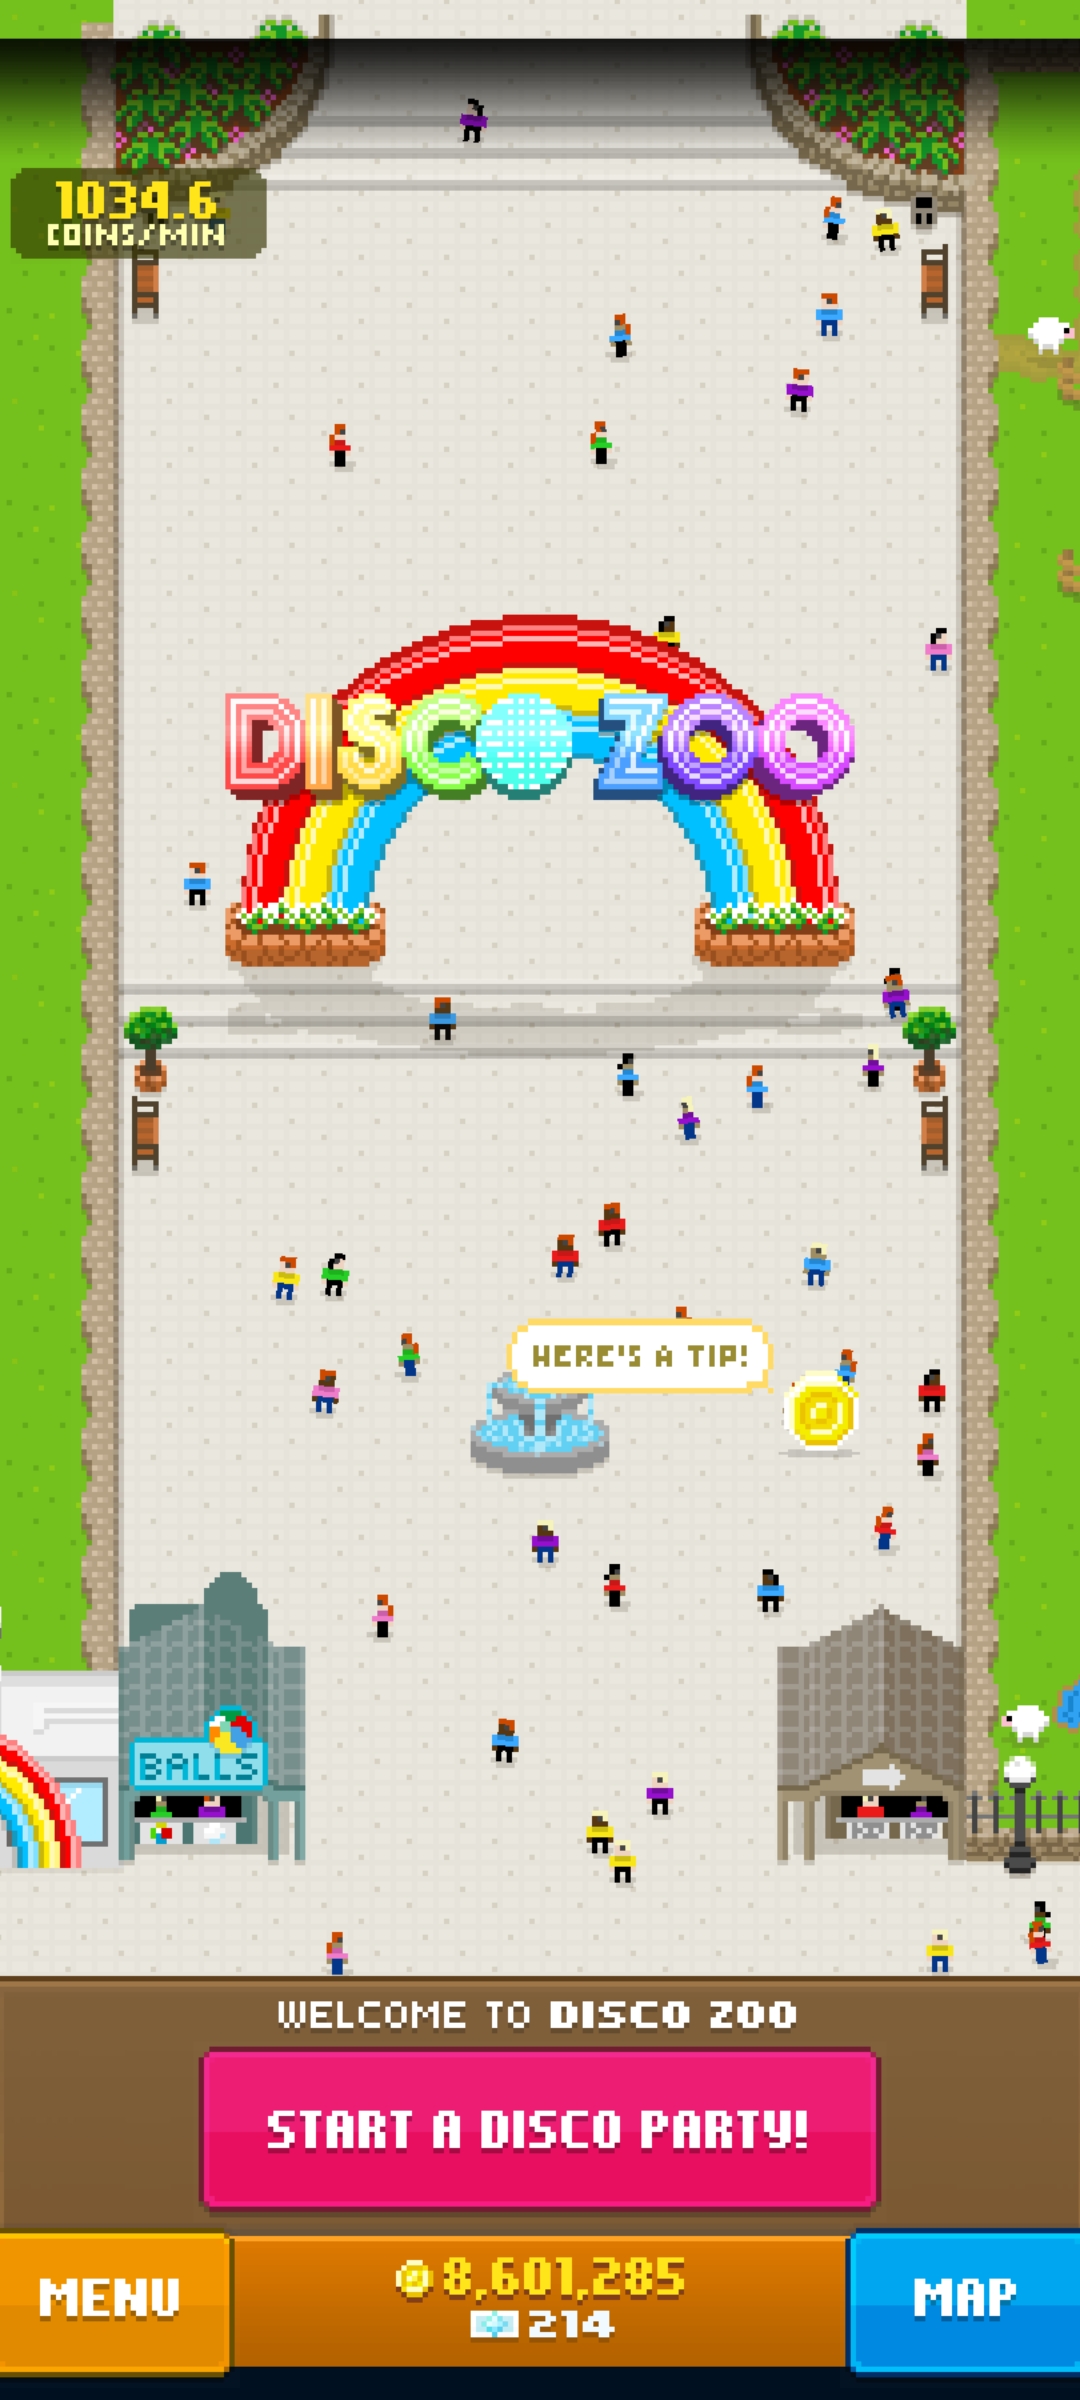 1034.6
COINS/MIN
DISCO ZOO
HERE'S A TIP!
BALLS
WELCOME TO DISCO ZOO
START A DISCO PARTY!
MENU
8,601,285
214
MAP